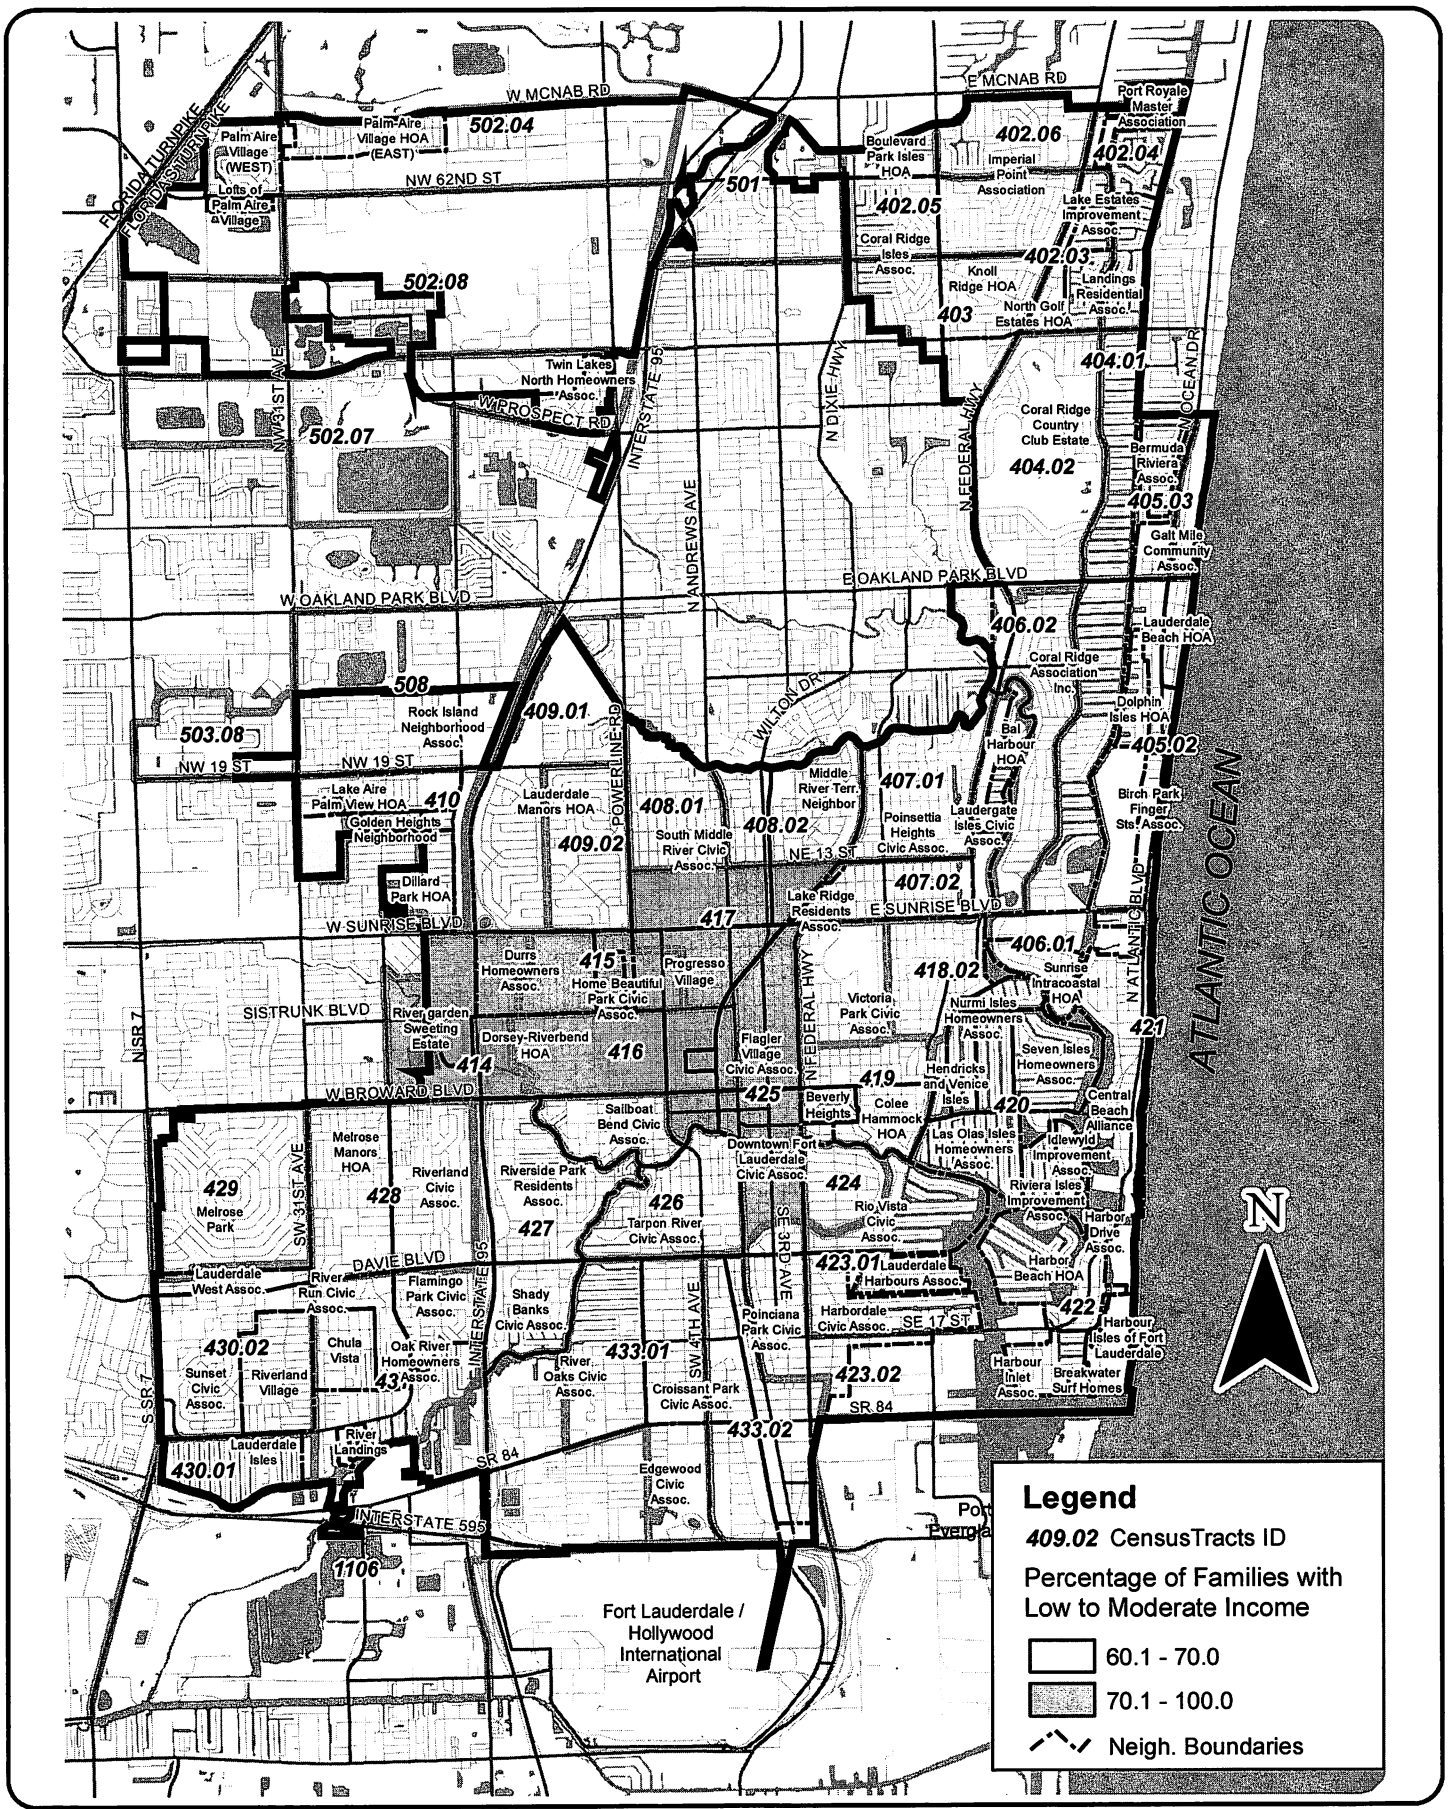 E MCNAB RD
W MCNAB RD
Port Royale
Master
Association
FLORIDA TURNPIKE
FLORIDA'S TURNPIKE
Palm Aire
Village
(WEST)
Palm-Aire
Village HOA
(EAST)
502.04
Boulevard
Park Isles
HOA
402.06
Imperial
Point
Association
402.04
NW 62ND ST
501
Lofts of
Palm Aire
Village
402.05
Lake Estates
Improvement
Assoc.
Coral Ridge
Isles
Assoc.
402.03
Knoll
Ridge HOA
Landings
Residential
Assoc.
502.08
403
North Golf
Estates HOA
NW 31ST AVE
Twin Lakes
North Homeowners
Assoc.
INTERSTATE 95
N DIXIE HWY
404.01
N OCEAN DR
W PROSPECT RD
N FEDERAL HWY
Coral Ridge
Country
Club Estate
404.02
502.07
Bermuda
Riviera
Assoc.
405.03
N ANDREWS AVE
Galt Mile
Community
Assoc.
E OAKLAND PARK BLVD
W OAKLAND PARK BLVD
406.02
Lauderdale
Beach HOA
Coral Ridge
Association
Inc.
508
409.01
Rock Island
Neighborhood
Assoc.
POWERLINE RD
WILTON DR
Dolphin
Isles HOA
503.08
Bal
Harbour
HOA
405.02
NW 19 ST
NW 19 ST
Lake Aire
Palm View HOA
410
Lauderdale
Manors HOA
408.01
Middle
River Terr.
Neighbor
407.01
Birch Park
Finger
Sts. Assoc.
Golden Heights
Neighborhood
409.02
South Middle
River Civic
Assoc.
408.02
Poinsettia
Heights
Civic Assoc.
Laudergate
Isles Civic
Assoc.
NE 13 ST
Dillard
Park HOA
407.02
Lake Ridge
Residents
Assoc.
W SUNRISE BLVD
417
E SUNRISE BLVD
N ATLANTIC BLVD
ATLANTIC OCEAN
Durrs
Homeowners
Assoc.
415
Home Beautiful
Park Civic
Assoc.
Progresso
Village
406.01
Sunrise
Intracoastal
HOA
418.02
N FEDERAL HWY
Victoria
Park Civic
Assoc.
Nurmi Isles
Homeowners
Assoc.
SISTRUNK BLVD
N SR 7
River garden
Sweeting
Estate
Dorsey-Riverbend
HOA
416
Flagler
Village
Civic Assoc.
421
Seven Isles
Homeowners
Assoc.
414
419
Hendricks
and Venice
Isles
W BROWARD BLVD
425
Beverly
Heights
420
Central
Beach
Alliance
Sailboat
Bend Civic
Assoc.
Colee
Hammock
HOA
Las Olas Isles
Homeowners
Assoc.
Idlewyld
Improvement
Assoc.
Melrose
Manors
HOA
Downtown Fort
Lauderdale
Civic Assoc.
Riverland
Civic
Assoc.
Riverside Park
Residents
Assoc.
424
Riviera Isles
Improvement
Assoc.
429
Melrose
Park
SW 31ST AVE
428
427
426
Tarpon River
Civic Assoc.
SE 3RD AVE
Rio Vista
Civic
Assoc.
Harbor
Drive
Assoc.
DAVIE BLVD
INTERSTATE 95
423.01
Lauderdale
Harbours Assoc.
Harbor
Beach HOA
Lauderdale
West Assoc.
River
Run Civic
Assoc.
Flamingo
Park Civic
Assoc.
Shady
Banks
Civic Assoc.
SW 4TH AVE
Poinciana
Park Civic
Assoc.
Harbordale
Civic Assoc.
SE 17 ST
422
Harbour
Isles of Fort
Lauderdale
430.02
Chula
Vista
Oak River
Homeowners
Assoc.
433.01
S SR 7
Sunset
Civic
Assoc.
Riverland
Village
River
Oaks Civic
Assoc.
Croissant Park
Civic Assoc.
423.02
Harbour
Inlet
Assoc.
Breakwater
Surf Homes
SR 84
433.02
430.01
Lauderdale
Isles
River
Landings
SR 84
Edgewood
Civic
Assoc.
INTERSTATE 595
1106
Port
Fort Lauderdale /
Hollywood
International
Airport
N
Legend
409.02 CensusTracts ID
Percentage of Families with
Low to Moderate Income
60.1 - 70.0
70.1 - 100.0
Neigh. Boundaries